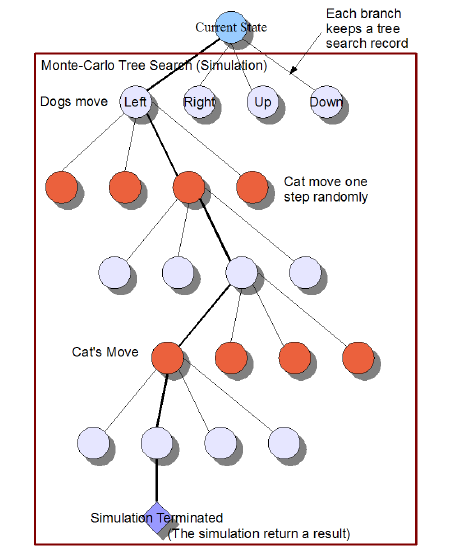 Current State
Each branch
keeps a tree
search record
Monte-Carlo Tree Search (Simulation)
Dogs move
Left
Right
Up
Down
Cat move one
step randomly
Cat's Move
Simulation Terminated
(The simulation return a result)